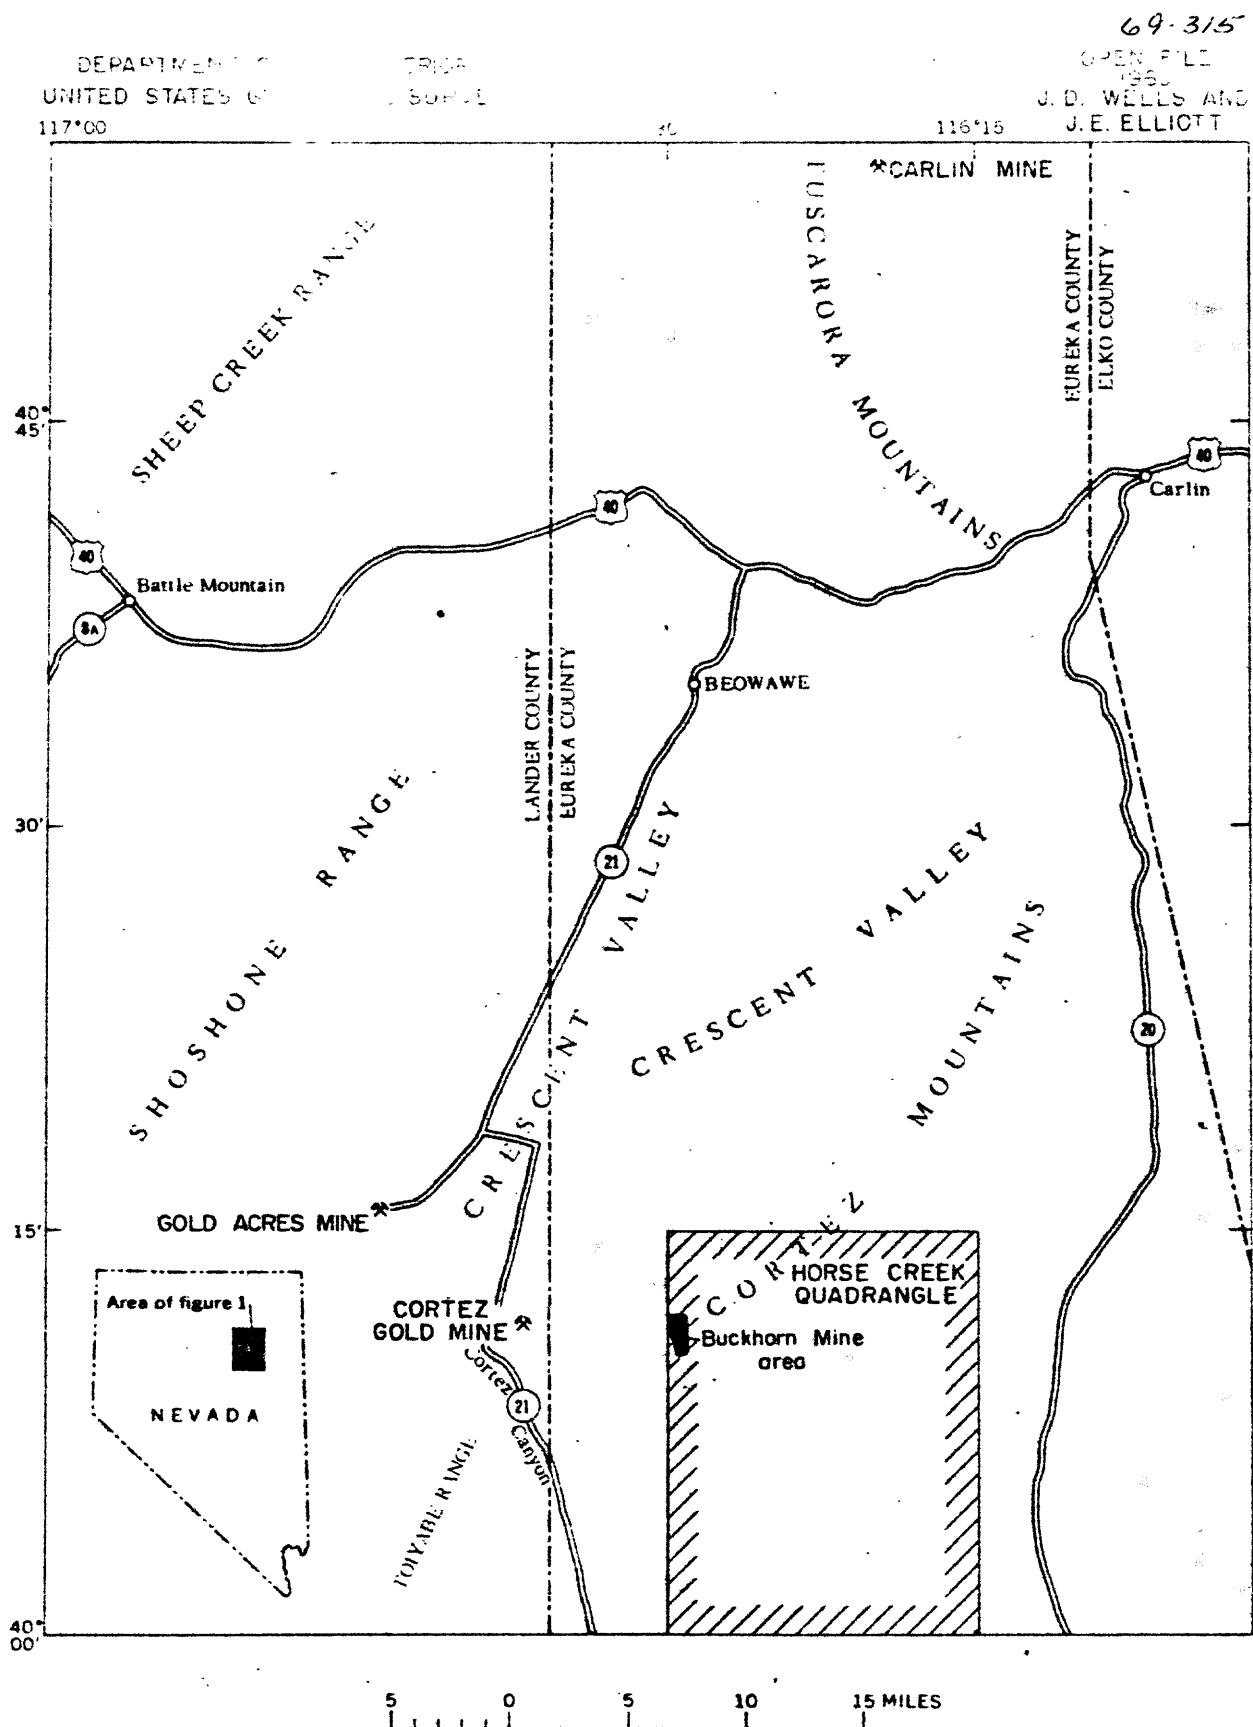 69-315
UNITED STATES
OPEN FILE
J. D. WELLS AND
J. E. ELLIOTT
117°00'
116°15'
CARLIN MINE
TUSCARORA MOUNTAINS
SHEEP CREEK RANGE
EUREKA COUNTY
ELKO COUNTY
40°
45'
40
Carlin
40
40
Battle Mountain
8A
LANDER COUNTY
EUREKA COUNTY
BEOWAWE
SHOSHONE RANGE
30'
21
CRESCENT VALLEY
CRESCENT VALLEY
CORTEZ MOUNTAINS
20
15'
GOLD ACRES MINE
HORSE CREEK
QUADRANGLE
Area of figure 1
CORTEZ
GOLD MINE
Buckhorn Mine
area
NEVADA
Cortez
21
Canyon
TOIYABE RANGE
40°
00'
5 0 5 10 15 MILES